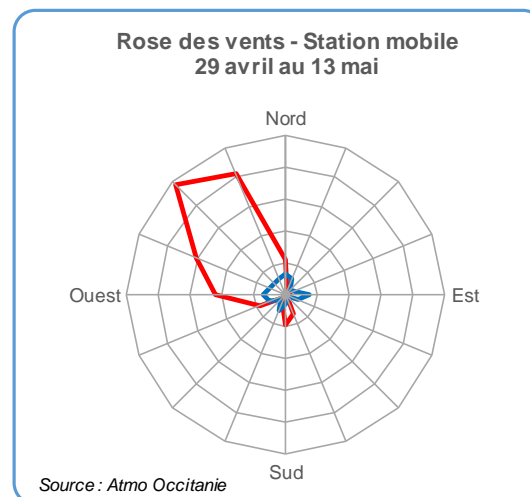 Rose des vents - Station mobile
29 avril au 13 mai
Nord
Ouest
Est
Sud
Source : Atmo Occitanie